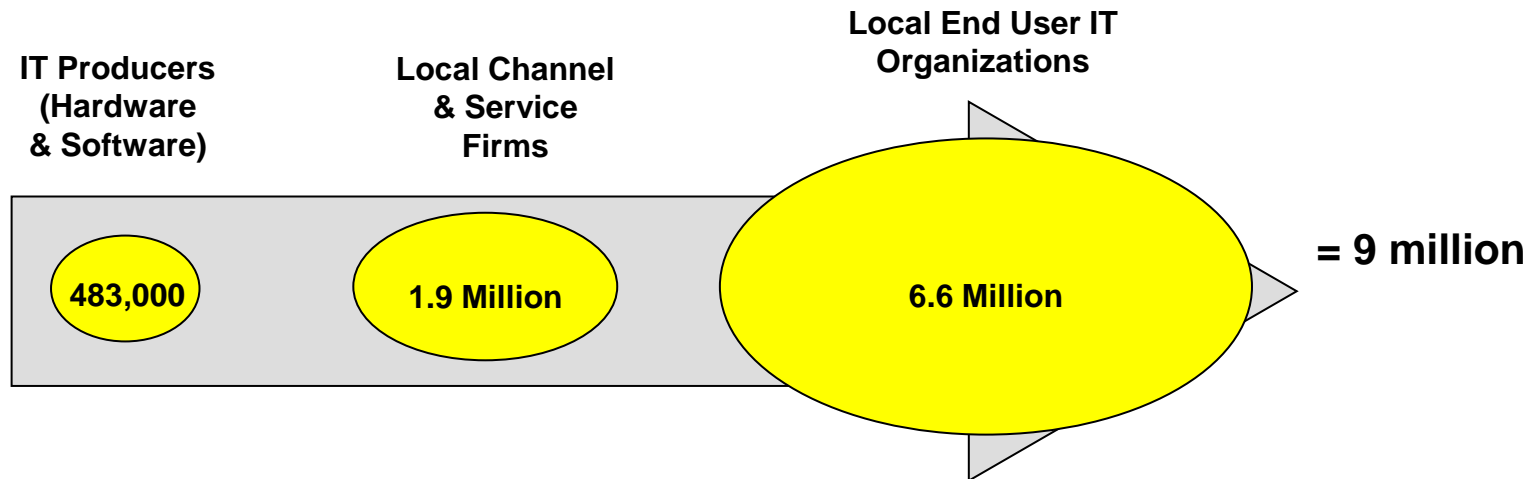 IT Producers
(Hardware
& Software)
Local Channel
& Service
Firms
Local End User IT
Organizations
483,000
1.9 Million
6.6 Million
= 9 million